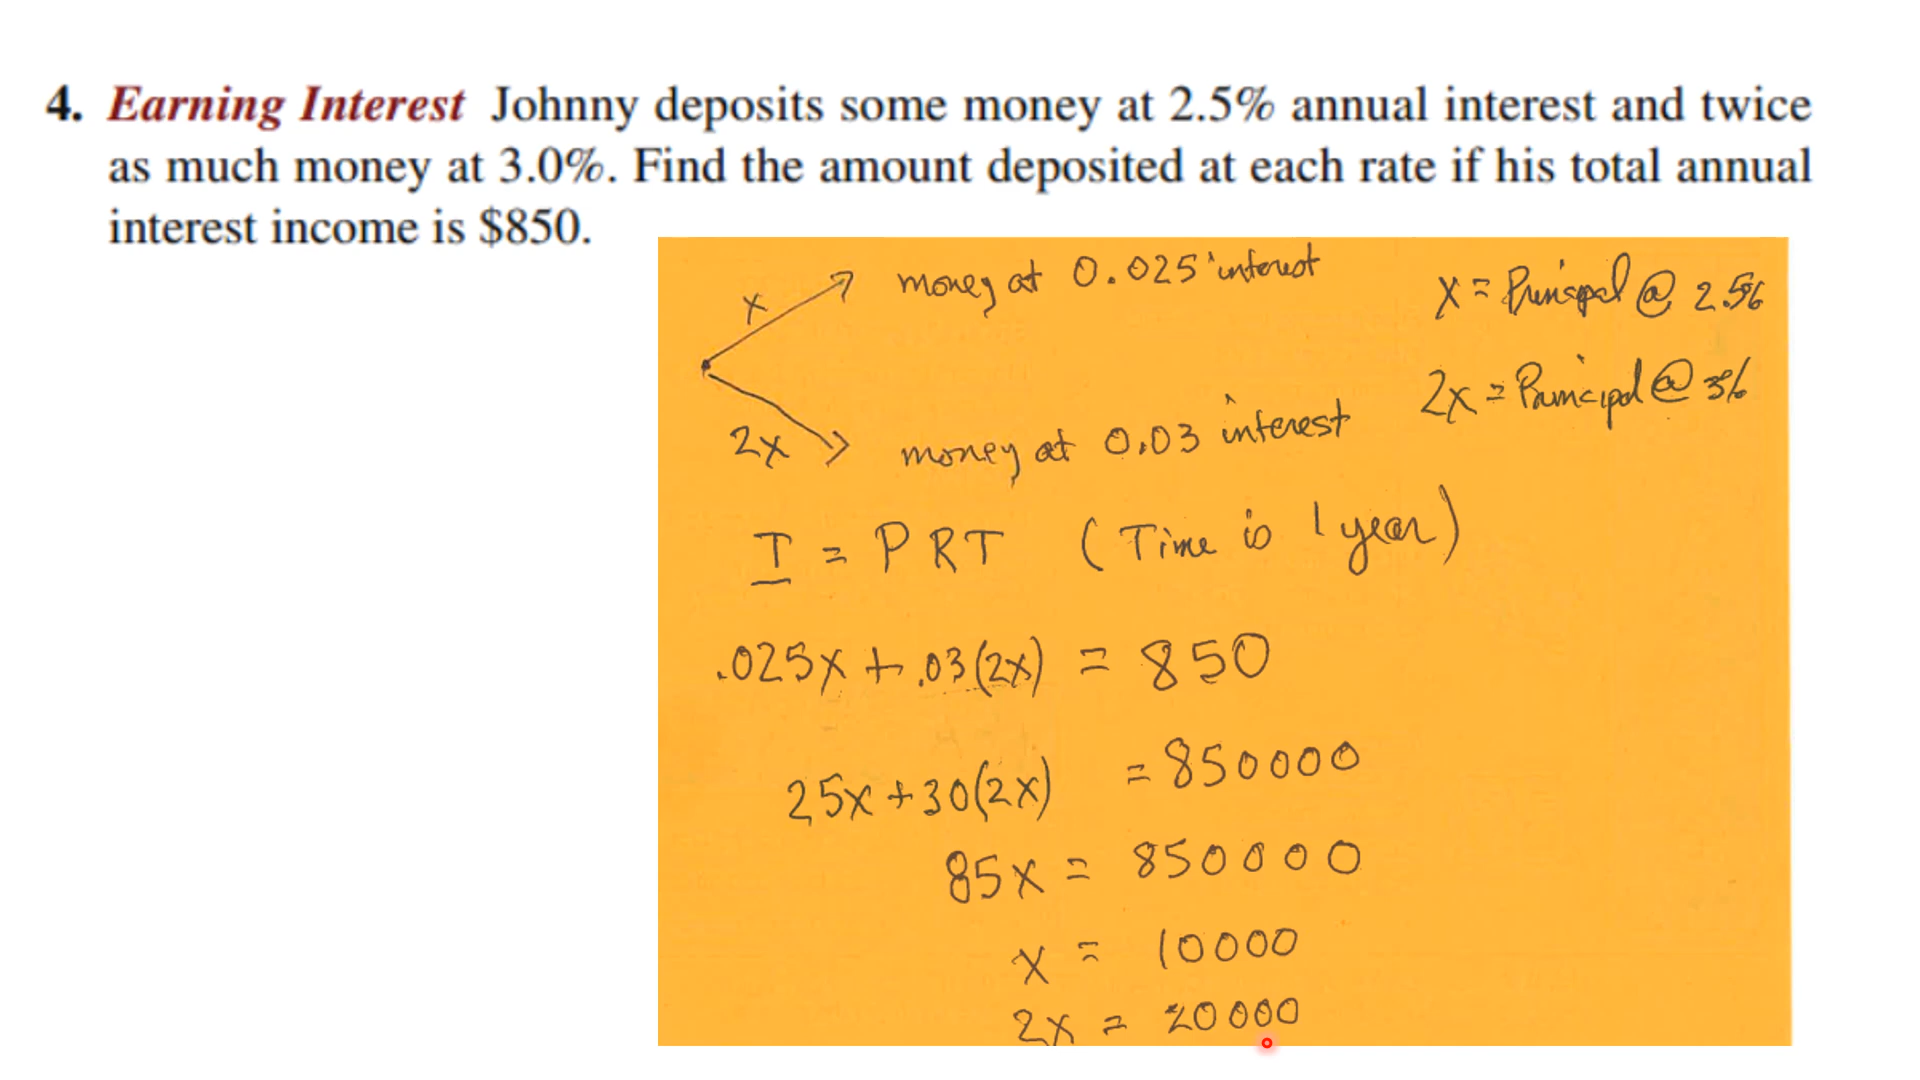 4. Earning Interest Johnny deposits some money at 2.5% annual interest and twice
as much money at 3.0%. Find the amount deposited at each rate if his total annual
interest income is $850.
x money at 0.025 interest
x = Prinspal @ 2.5%
2x money at 0.03 interest
2x = Principal @ 3%
I = PRT (Time is 1 year)
.025x + .03(2x) = 850
25x + 30(2x) = 850000
85x = 850000
x = 10000
2x = 20000